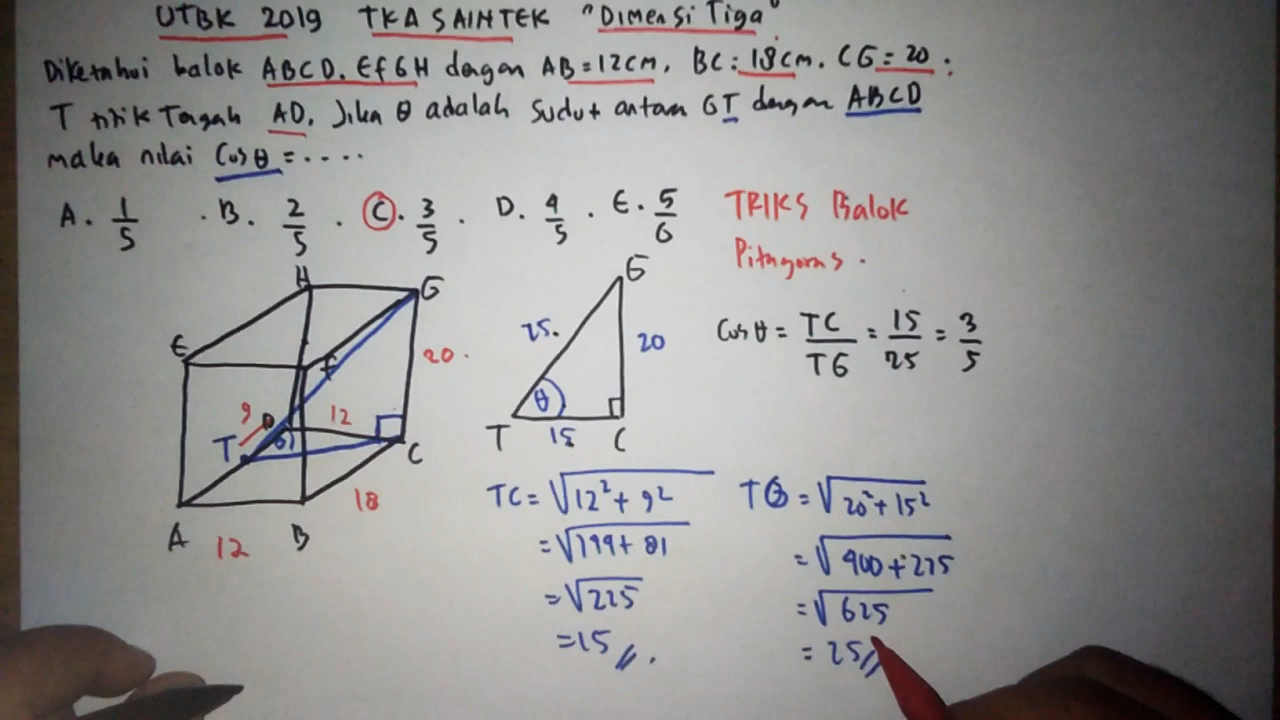 UTBK 2019 TKA SAINTEK "Dimensi Tiga"
Diketahui balok ABCD.EFGH dengan AB = 12 cm, BC: 18 cm. CG = 20.
T titik Tengah AD. Jika θ adalah Sudut antara GT dengan ABCD
maka nilai Cos θ = ....
A. 1/5 . B. 2/5 . C. 3/5 . D. 4/5 . E. 5/6
TRIKS Balok
Pitagoras.
H G
E F
20.
9 D 12
T θ C
18
A 12 B
G
25. 20
θ
T 15 C
Cos θ = TC/TG = 15/25 = 3/5
TC = √12² + 9²
= √144 + 81
= √225
= 15 //.
TG = √20² + 15²
= √400 + 225
= √625
= 25 //